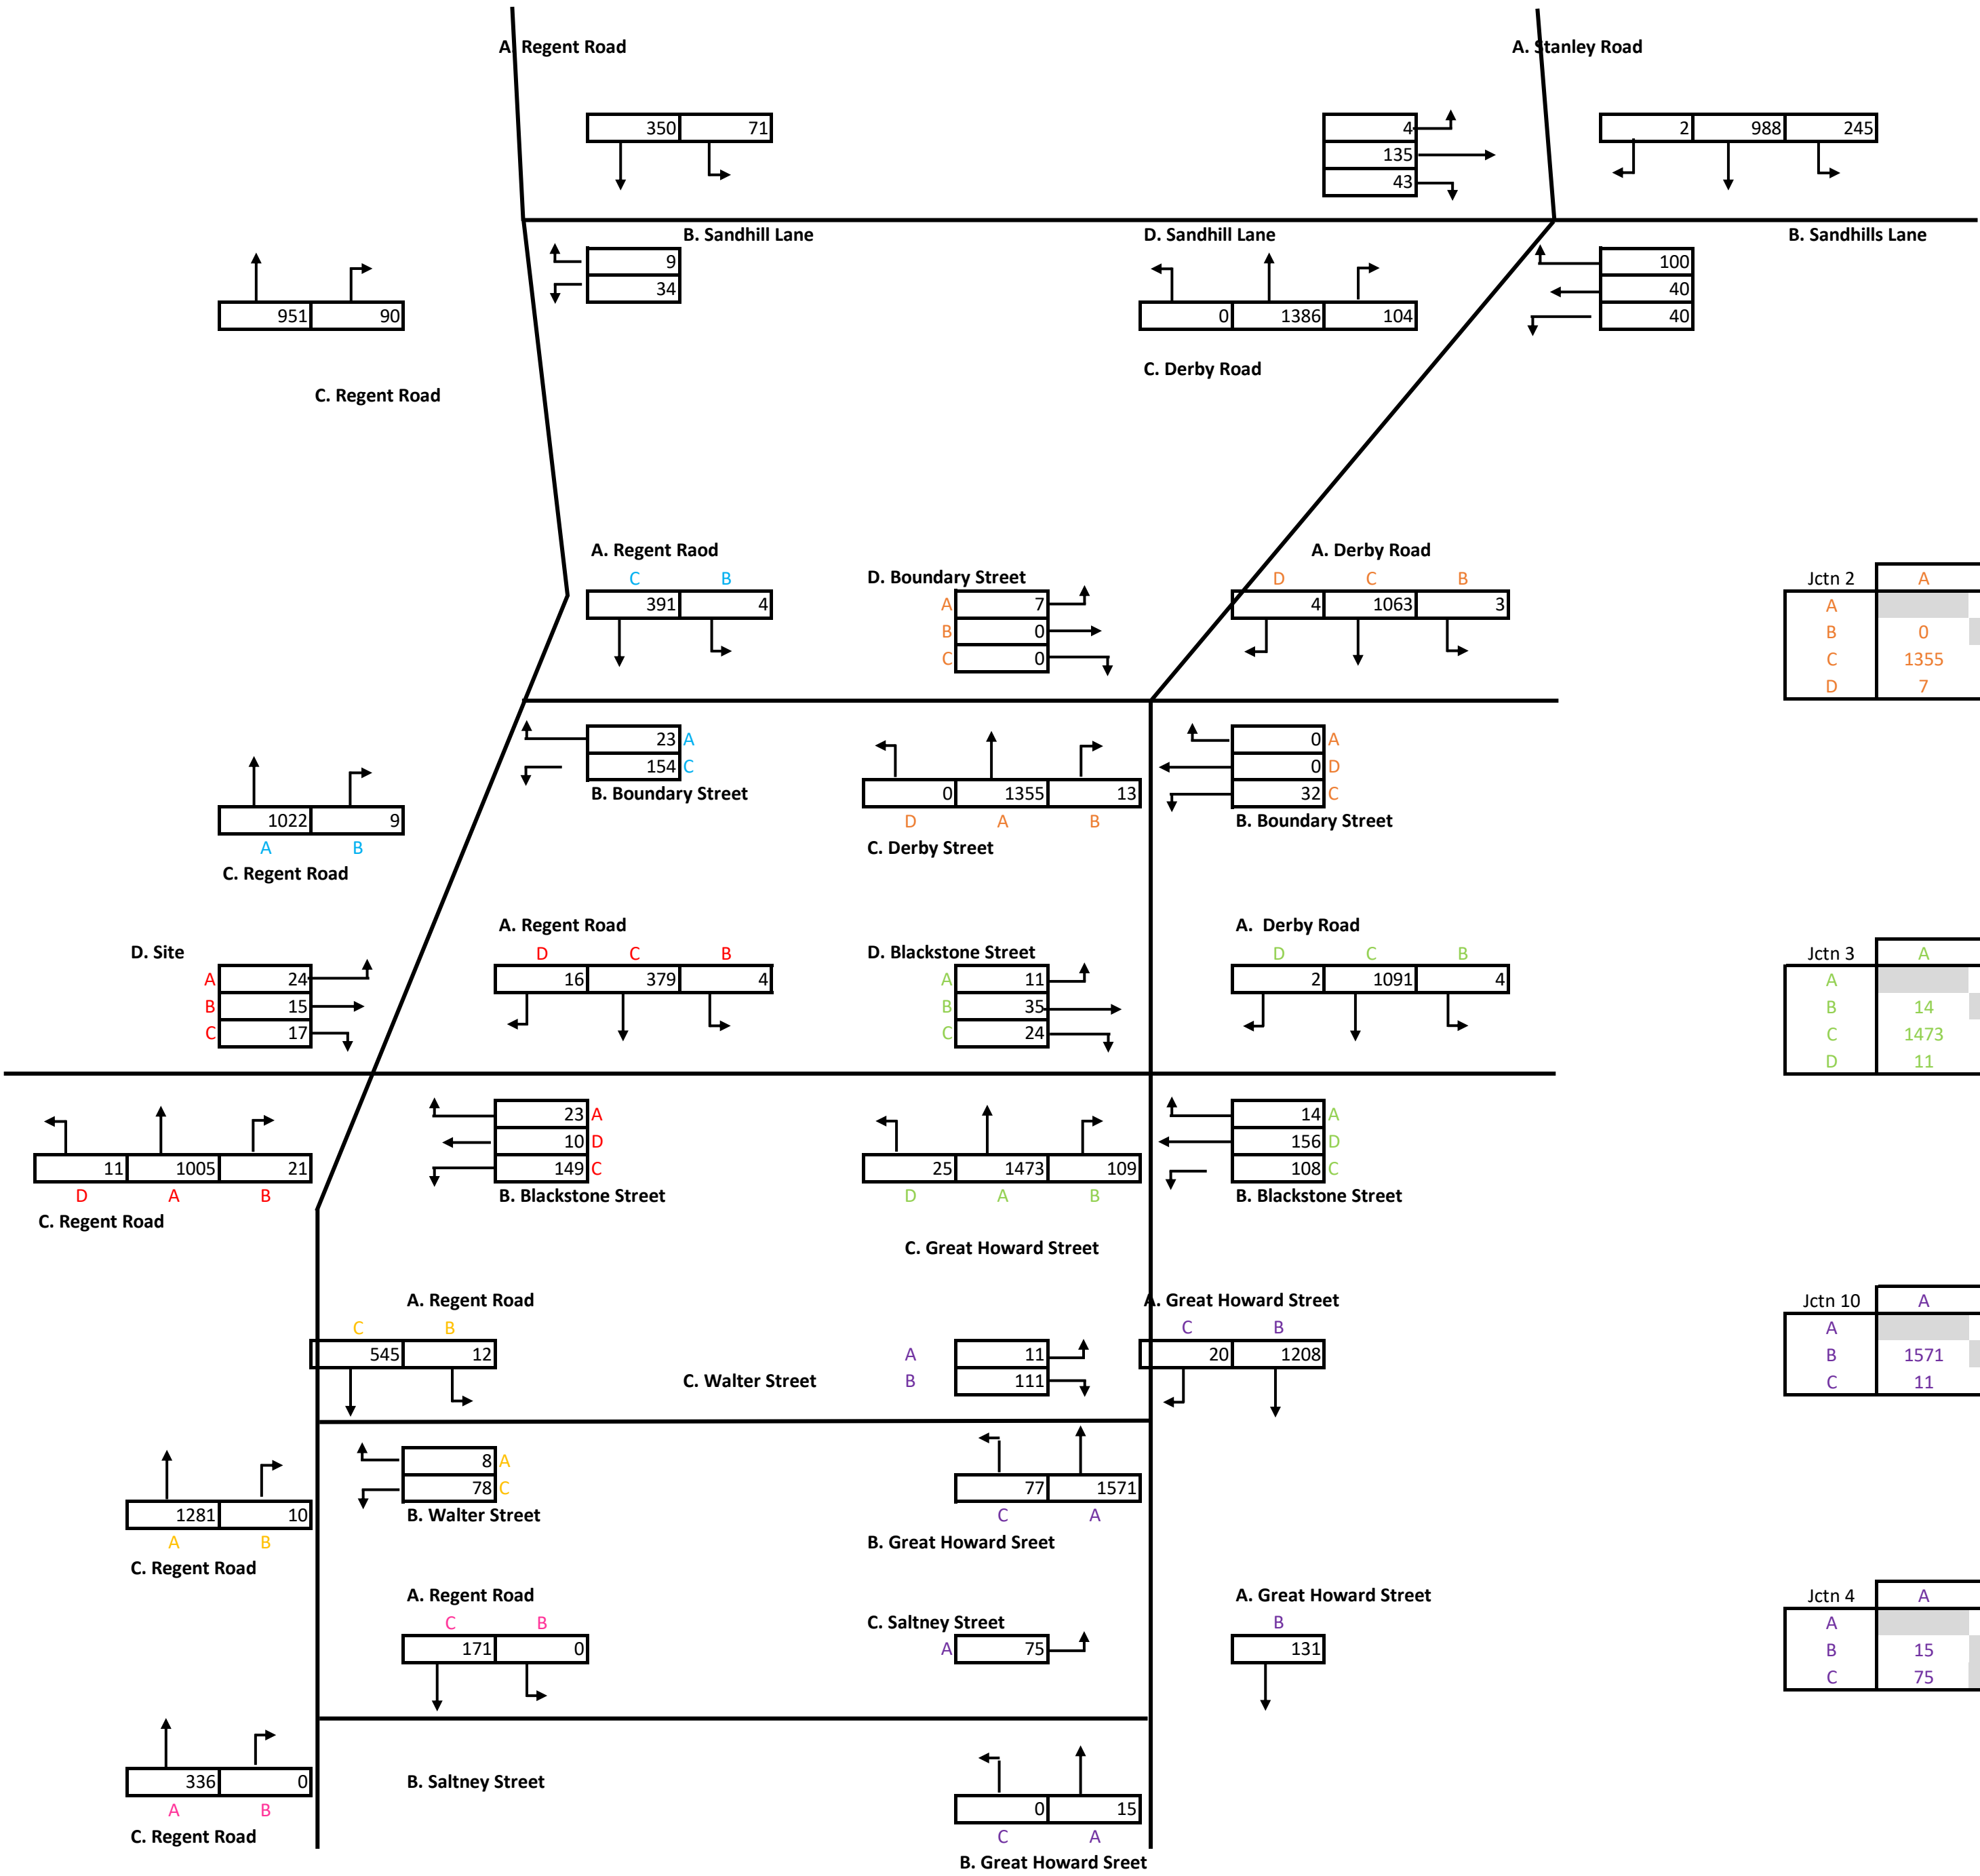 A. Regent Road
A. Stanley Road
350 71
4
135
43
2 988 245
B. Sandhill Lane
D. Sandhill Lane
B. Sandhills Lane
9
34
951 90
0 1386 104
100
40
40
C. Derby Road
C. Regent Road
A. Regent Raod
C B
391 4
D. Boundary Street
A 7
B 0
C 0
A. Derby Road
D C B
4 1063 3
Jctn 2 A
A
B 0
C 1355
D 7
23 A
154 C
B. Boundary Street
0 1355 13
D A B
C. Derby Street
0 A
0 D
32 C
B. Boundary Street
1022 9
A B
C. Regent Road
D. Site
A 24
B 15
C 17
A. Regent Road
D C B
16 379 4
D. Blackstone Street
A 11
B 35
C 24
A. Derby Road
D C B
2 1091 4
Jctn 3 A
A
B 14
C 1473
D 11
11 1005 21
D A B
C. Regent Road
23 A
10 D
149 C
B. Blackstone Street
25 1473 109
D A B
C. Great Howard Street
14 A
156 D
108 C
B. Blackstone Street
A. Regent Road
C B
545 12
C. Walter Street
A 11
B 111
A. Great Howard Street
C B
20 1208
Jctn 10 A
A
B 1571
C 11
1281 10
A B
C. Regent Road
8 A
78 C
B. Walter Street
77 1571
C A
B. Great Howard Sreet
A. Regent Road
C B
171 0
C. Saltney Street
A 75
A. Great Howard Street
B
131
Jctn 4 A
A
B 15
C 75
336 0
A B
C. Regent Road
B. Saltney Street
0 15
C A
B. Great Howard Sreet